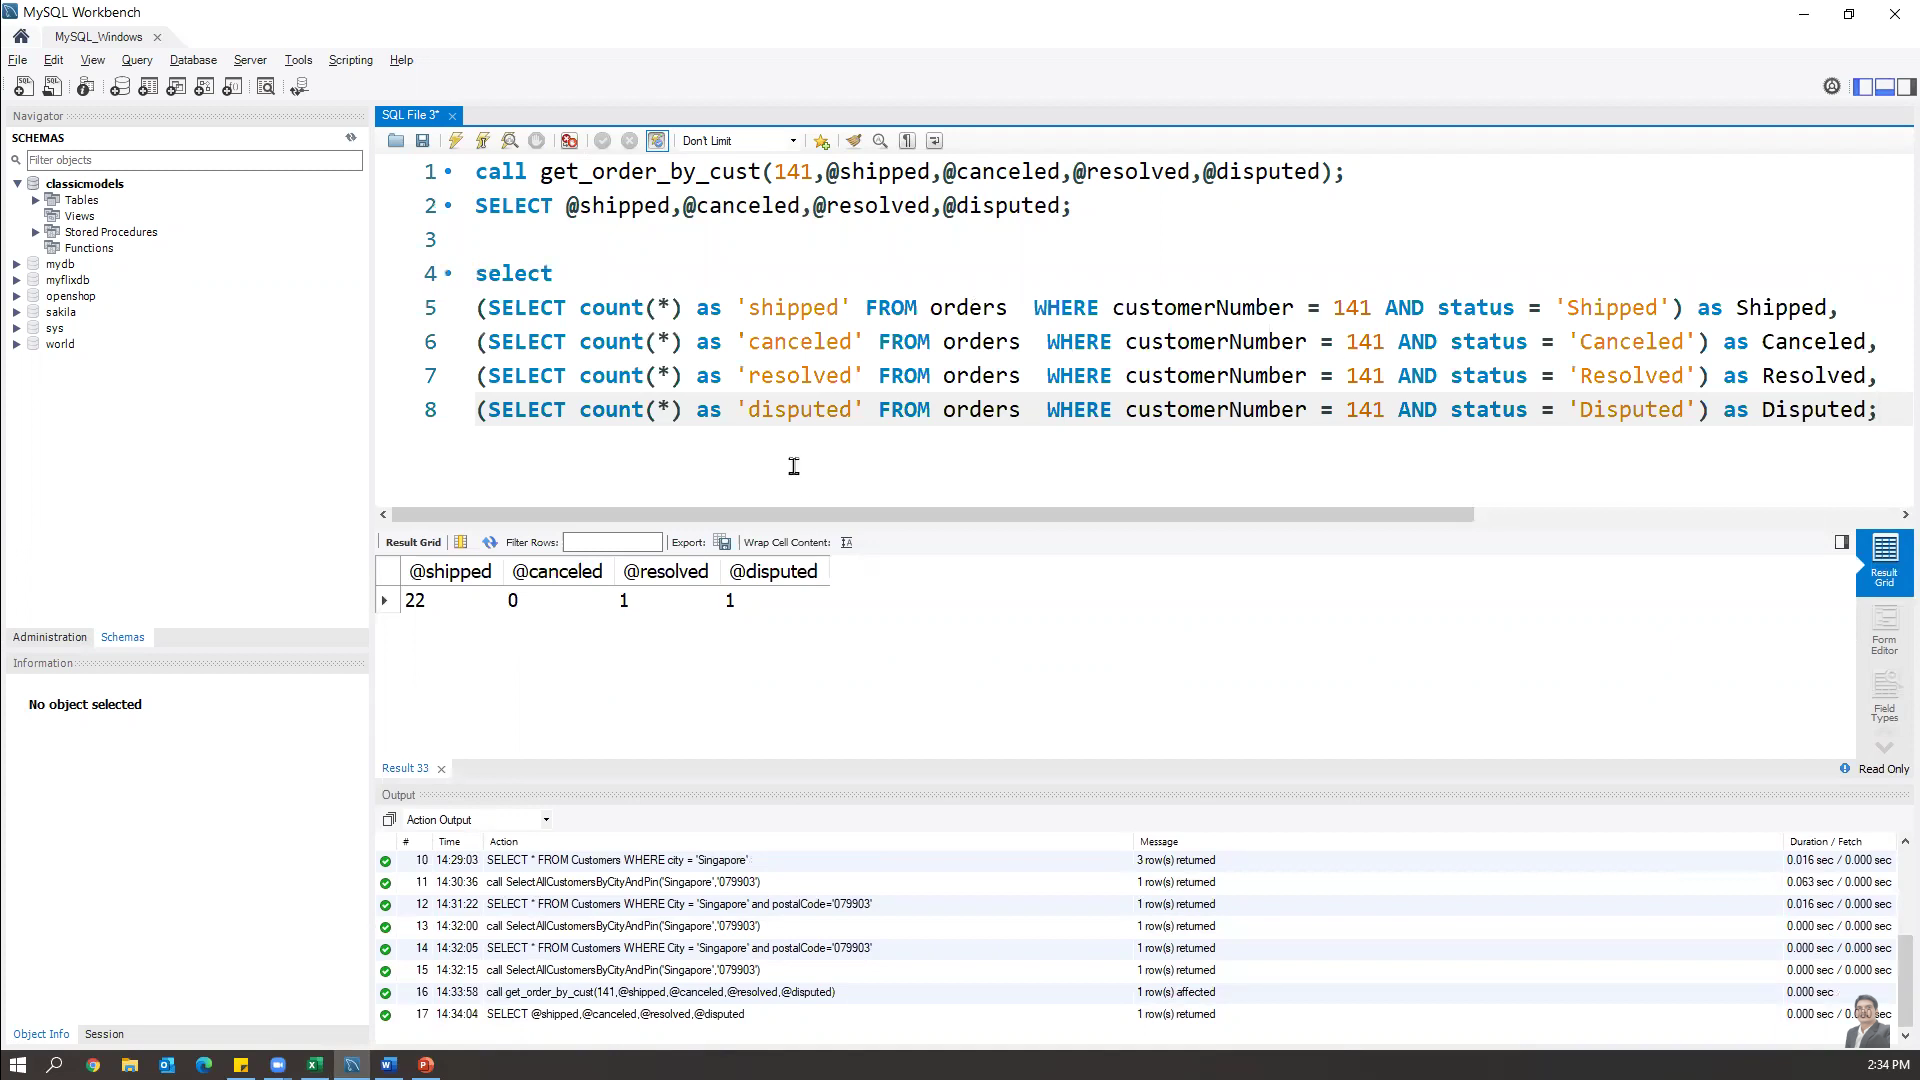 MySQL Workbench
MySQL_Windows
File Edit View Query Database Server Tools Scripting Help
Navigator
SCHEMAS
Filter objects
classicmodels
Tables
Views
Stored Procedures
Functions
mydb
myflixdb
openshop
sakila
sys
world
Administration Schemas
Information
No object selected
Object Info Session
SQL File 3*
Don't Limit
1 call get_order_by_cust(141,@shipped,@canceled,@resolved,@disputed);
2 SELECT @shipped,@canceled,@resolved,@disputed;
3
4 select
5 (SELECT count(*) as 'shipped' FROM orders  WHERE customerNumber = 141 AND status = 'Shipped') as Shipped,
6 (SELECT count(*) as 'canceled' FROM orders  WHERE customerNumber = 141 AND status = 'Canceled') as Canceled,
7 (SELECT count(*) as 'resolved' FROM orders  WHERE customerNumber = 141 AND status = 'Resolved') as Resolved,
8 (SELECT count(*) as 'disputed' FROM orders  WHERE customerNumber = 141 AND status = 'Disputed') as Disputed;
Result Grid Filter Rows: Export: Wrap Cell Content:
@shipped @canceled @resolved @disputed
22 0 1 1
Result Grid
Form Editor
Field Types
Result 33
Read Only
Output
Action Output
# Time Action Message Duration / Fetch
10 14:29:03 SELECT * FROM Customers WHERE city = 'Singapore' 3 row(s) returned 0.016 sec / 0.000 sec
11 14:30:36 call SelectAllCustomersByCityAndPin('Singapore','079903') 1 row(s) returned 0.063 sec / 0.000 sec
12 14:31:22 SELECT * FROM Customers WHERE City = 'Singapore' and postalCode='079903' 1 row(s) returned 0.016 sec / 0.000 sec
13 14:32:00 call SelectAllCustomersByCityAndPin('Singapore','079903') 1 row(s) returned 0.000 sec / 0.000 sec
14 14:32:05 SELECT * FROM Customers WHERE City = 'Singapore' and postalCode='079903' 1 row(s) returned 0.000 sec / 0.000 sec
15 14:32:15 call SelectAllCustomersByCityAndPin('Singapore','079903') 1 row(s) returned 0.000 sec / 0.000 sec
16 14:33:58 call get_order_by_cust(141,@shipped,@canceled,@resolved,@disputed) 1 row(s) affected 0.000 sec
17 14:34:04 SELECT @shipped,@canceled,@resolved,@disputed 1 row(s) returned 0.000 sec / 0.000 sec
2:34 PM